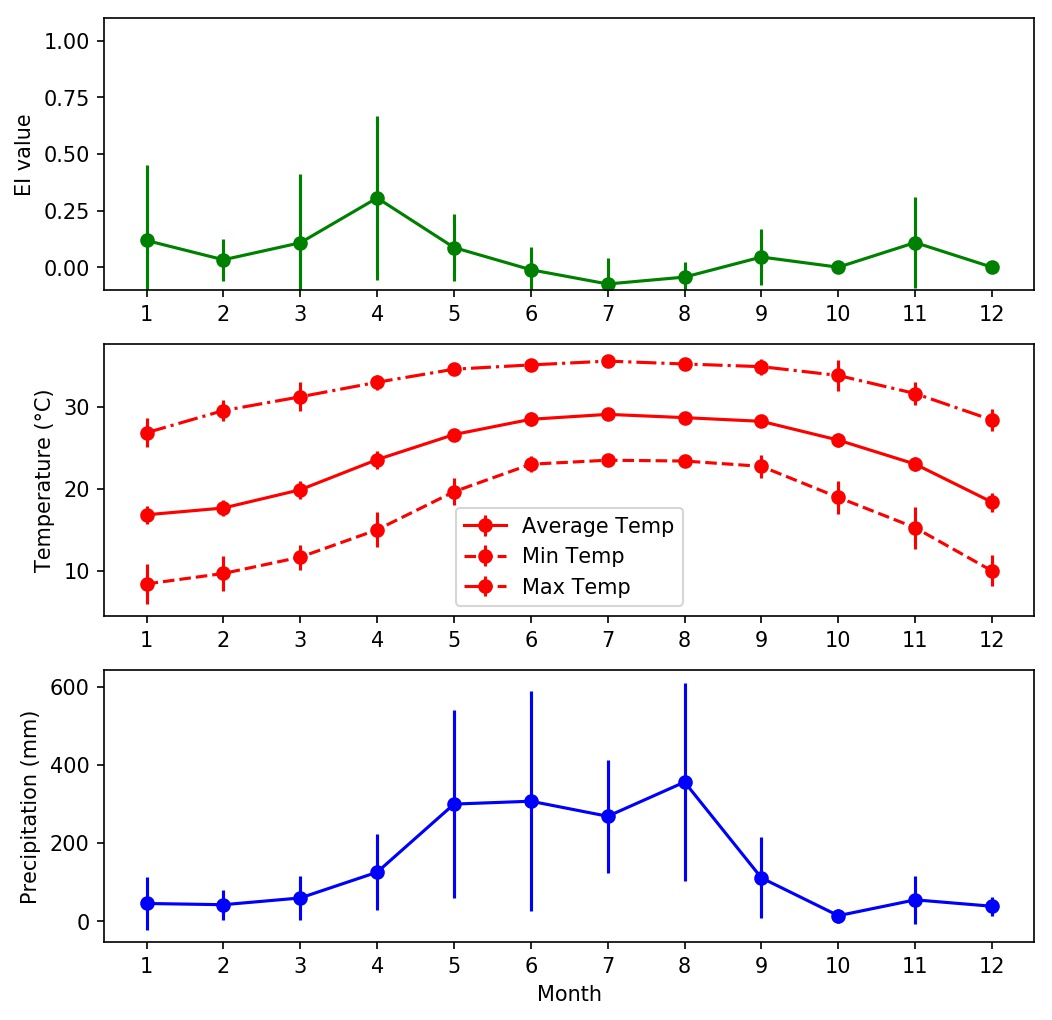 EI value
1.00
0.75
0.50
0.25
0.00
1 2 3 4 5 6 7 8 9 10 11 12
Temperature (°C)
30
20
10
Average Temp
Min Temp
Max Temp
1 2 3 4 5 6 7 8 9 10 11 12
Precipitation (mm)
600
400
200
0
1 2 3 4 5 6 7 8 9 10 11 12
Month